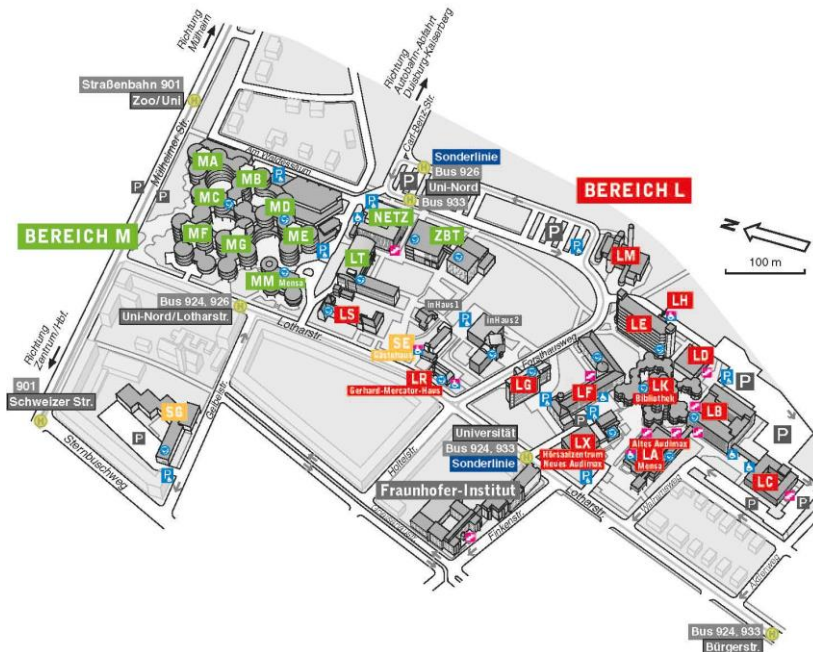 Richtung
Mülheim
Richtung
Autobahn-Abfahrt
Duisburg-Kaiserberg
Straßenbahn 901
Zoo/Uni
H
Mülheimer Str.
Carl-Benz-Str.
H
Sonderlinie
Bus 926
Uni-Nord
H
Bus 933
P
P
P
MA
MB
MC
MD
MF
MG
ME
MM Mensa
BEREICH M
NETZ
ZBT
LT
LS
BEREICH L
N
100 m
P
LM
LH
LE
LD
LK
Bibliothek
LB
P
inHaus1
inHaus 2
SE
Gästehaus
LR
Gerhard-Mercator-Haus
Forsthausweg
LG
LF
P
LX
Hörsaalzentrum
Neues Audimax
Altes Audimax
LA
Mensa
LC
P
P
H
Bus 924, 926
Uni-Nord/Lotharstr.
Lotharstr.
Richtung
Zentrum/Hbf.
901
Schweizer Str.
H
SG
P
Geibelstr.
Sternbuschweg
Universität
Bus 924, 933
Sonderlinie
H
Fraunhofer-Institut
Finkenstr.
Lotharstr.
Aktienweg
Bus 924, 933
Bürgerstr.
H